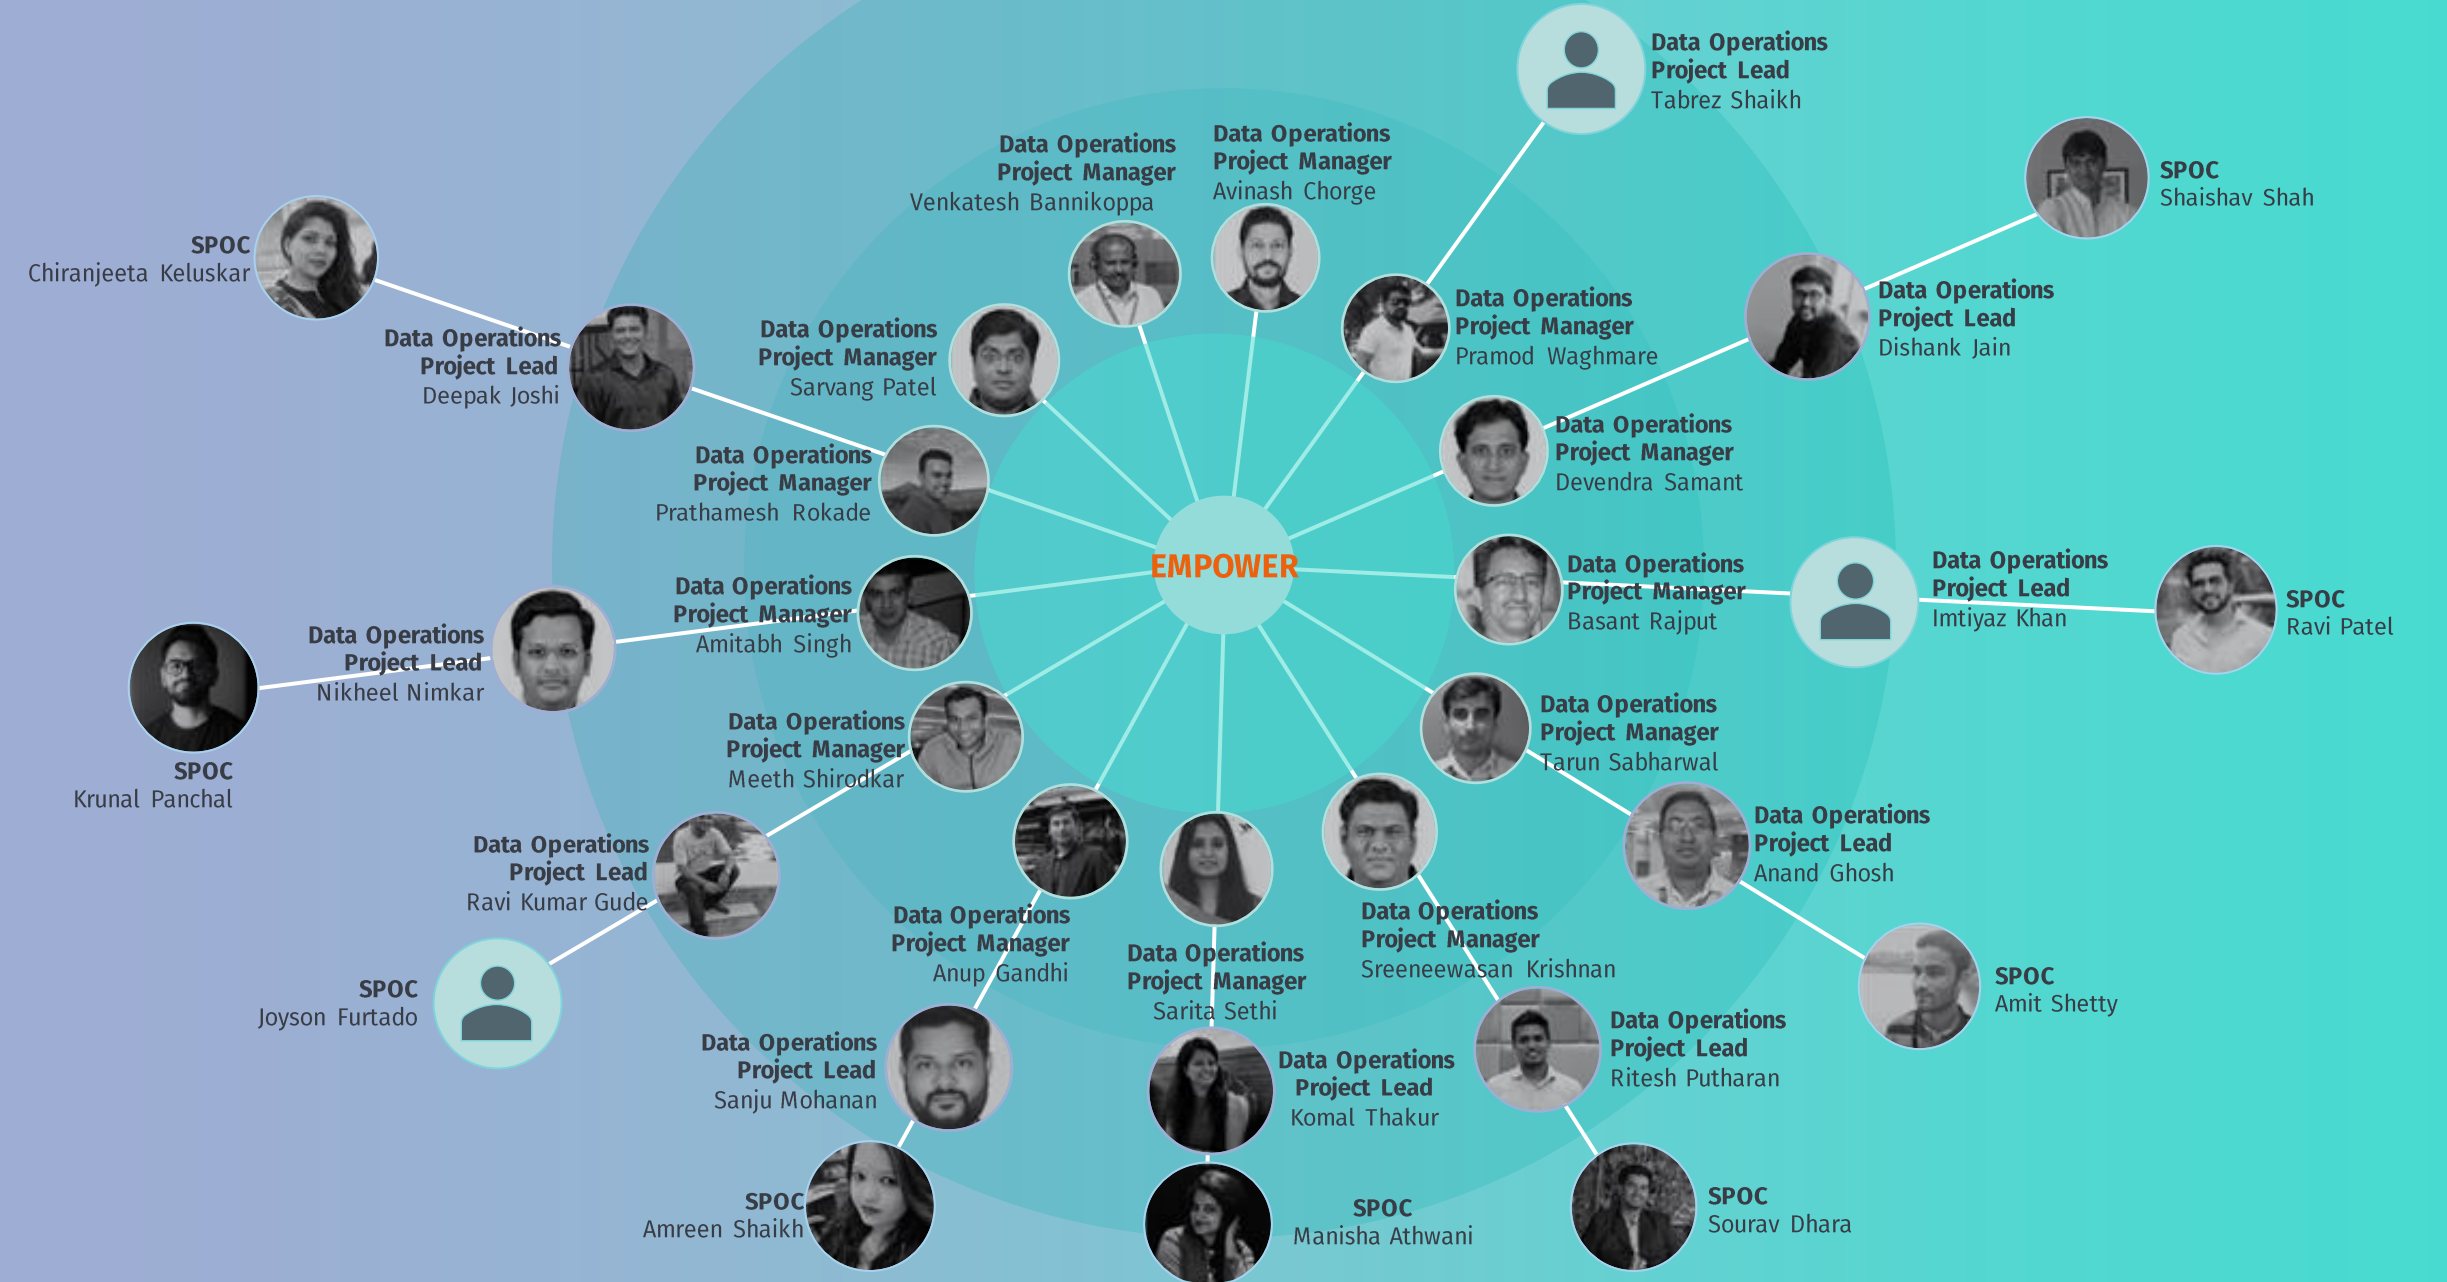 Data Operations
Project Lead
Tabrez Shaikh
Data Operations
Project Manager
Avinash Chorge
Data Operations
Project Manager
Venkatesh Bannikoppa
SPOC
Shaishav Shah
SPOC
Chiranjeeta Keluskar
Data Operations
Project Lead
Dishank Jain
Data Operations
Project Manager
Pramod Waghmare
Data Operations
Project Manager
Sarvang Patel
Data Operations
Project Lead
Deepak Joshi
Data Operations
Project Manager
Devendra Samant
Data Operations
Project Manager
Prathamesh Rokade
EMPOWER
Data Operations
Project Manager
Basant Rajput
Data Operations
Project Lead
Imtiyaz Khan
SPOC
Ravi Patel
Data Operations
Project Manager
Amitabh Singh
Data Operations
Project Lead
Nikheel Nimkar
SPOC
Krunal Panchal
Data Operations
Project Manager
Tarun Sabharwal
Data Operations
Project Manager
Meeth Shirodkar
Data Operations
Project Lead
Anand Ghosh
Data Operations
Project Lead
Ravi Kumar Gude
Data Operations
Project Manager
Anup Gandhi
Data Operations
Project Manager
Sarita Sethi
Data Operations
Project Manager
Sreeneewasan Krishnan
SPOC
Amit Shetty
SPOC
Joyson Furtado
Data Operations
Project Lead
Sanju Mohanan
Data Operations
Project Lead
Komal Thakur
Data Operations
Project Lead
Ritesh Putharan
SPOC
Amreen Shaikh
SPOC
Manisha Athwani
SPOC
Sourav Dhara